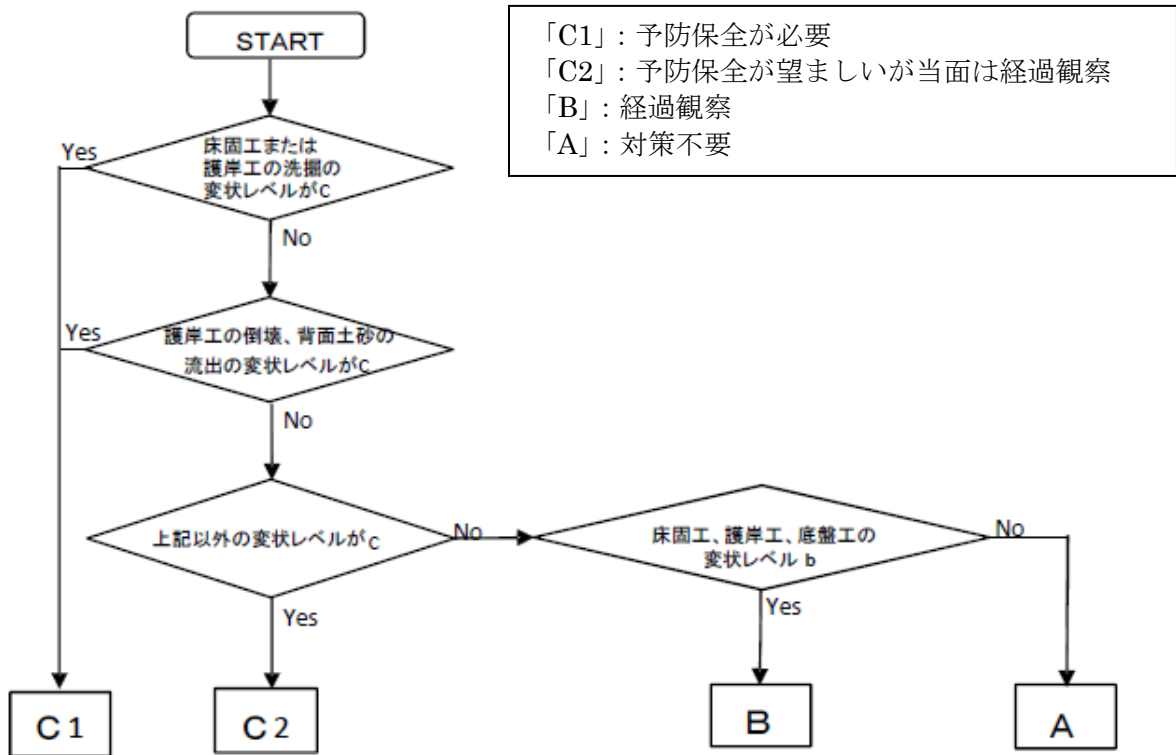 START
「C1」: 予防保全が必要
「C2」: 予防保全が望ましいが当面は経過観察
「B」: 経過観察
「A」: 対策不要
床固工または
護岸工の洗掘の
変状レベルがc
Yes
No
護岸工の倒壊、背面土砂の
流出の変状レベルがc
Yes
No
上記以外の変状レベルがc
No
Yes
床固工、護岸工、底盤工の
変状レベル b
No
Yes
C1
C2
B
A